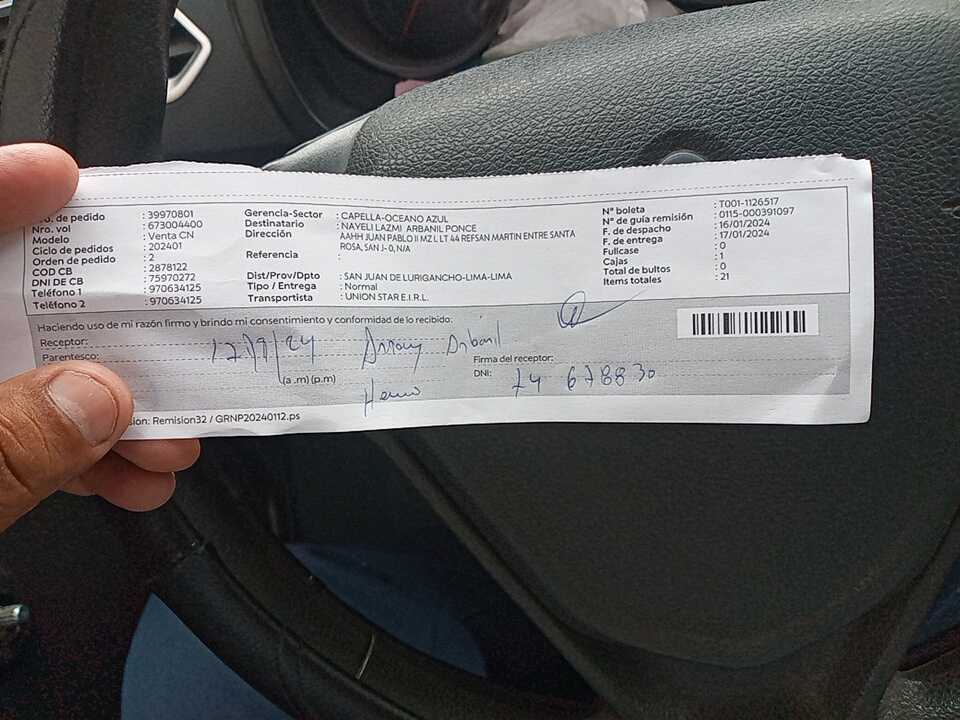 de pedido : 39970801
Nro. vol : 673004400
Modelo : Venta CN
Ciclo de pedidos : 202401
Orden de pedido : 2
COD CB : 2878122
DNI DE CB : 75970272
Teléfono 1 : 970634125
Teléfono 2 : 970634125
Gerencia-Sector : CAPELLA-OCEANO AZUL
Destinatario : NAYELI LAZMI ARBANIL PONCE
Dirección : AAHH JUAN PABLO II MZ L LT 44 REFSAN MARTIN ENTRE SANTA
ROSA, SAN J- 0, N/A
Referencia :
Dist/Prov/Dpto : SAN JUAN DE LURIGANCHO-LIMA-LIMA
Tipo / Entrega : Normal
Transportista : UNION STAR E.I.R.L.
N° boleta : T001-1126517
N° de guía remisión : 0115-000391097
F. de despacho : 16/01/2024
F. de entrega : 17/01/2024
Fullcase : 0
Cajas : 1
Total de bultos : 0
Items totales : 21
Haciendo uso de mi razón firmo y brindo mi consentimiento y conformidad de lo recibido:
Receptor: Arbanil
Parentesco:
(a .m) (p.m)
Firma del receptor:
DNI: 74 678830
sion: Remision32 / GRNP20240112.ps